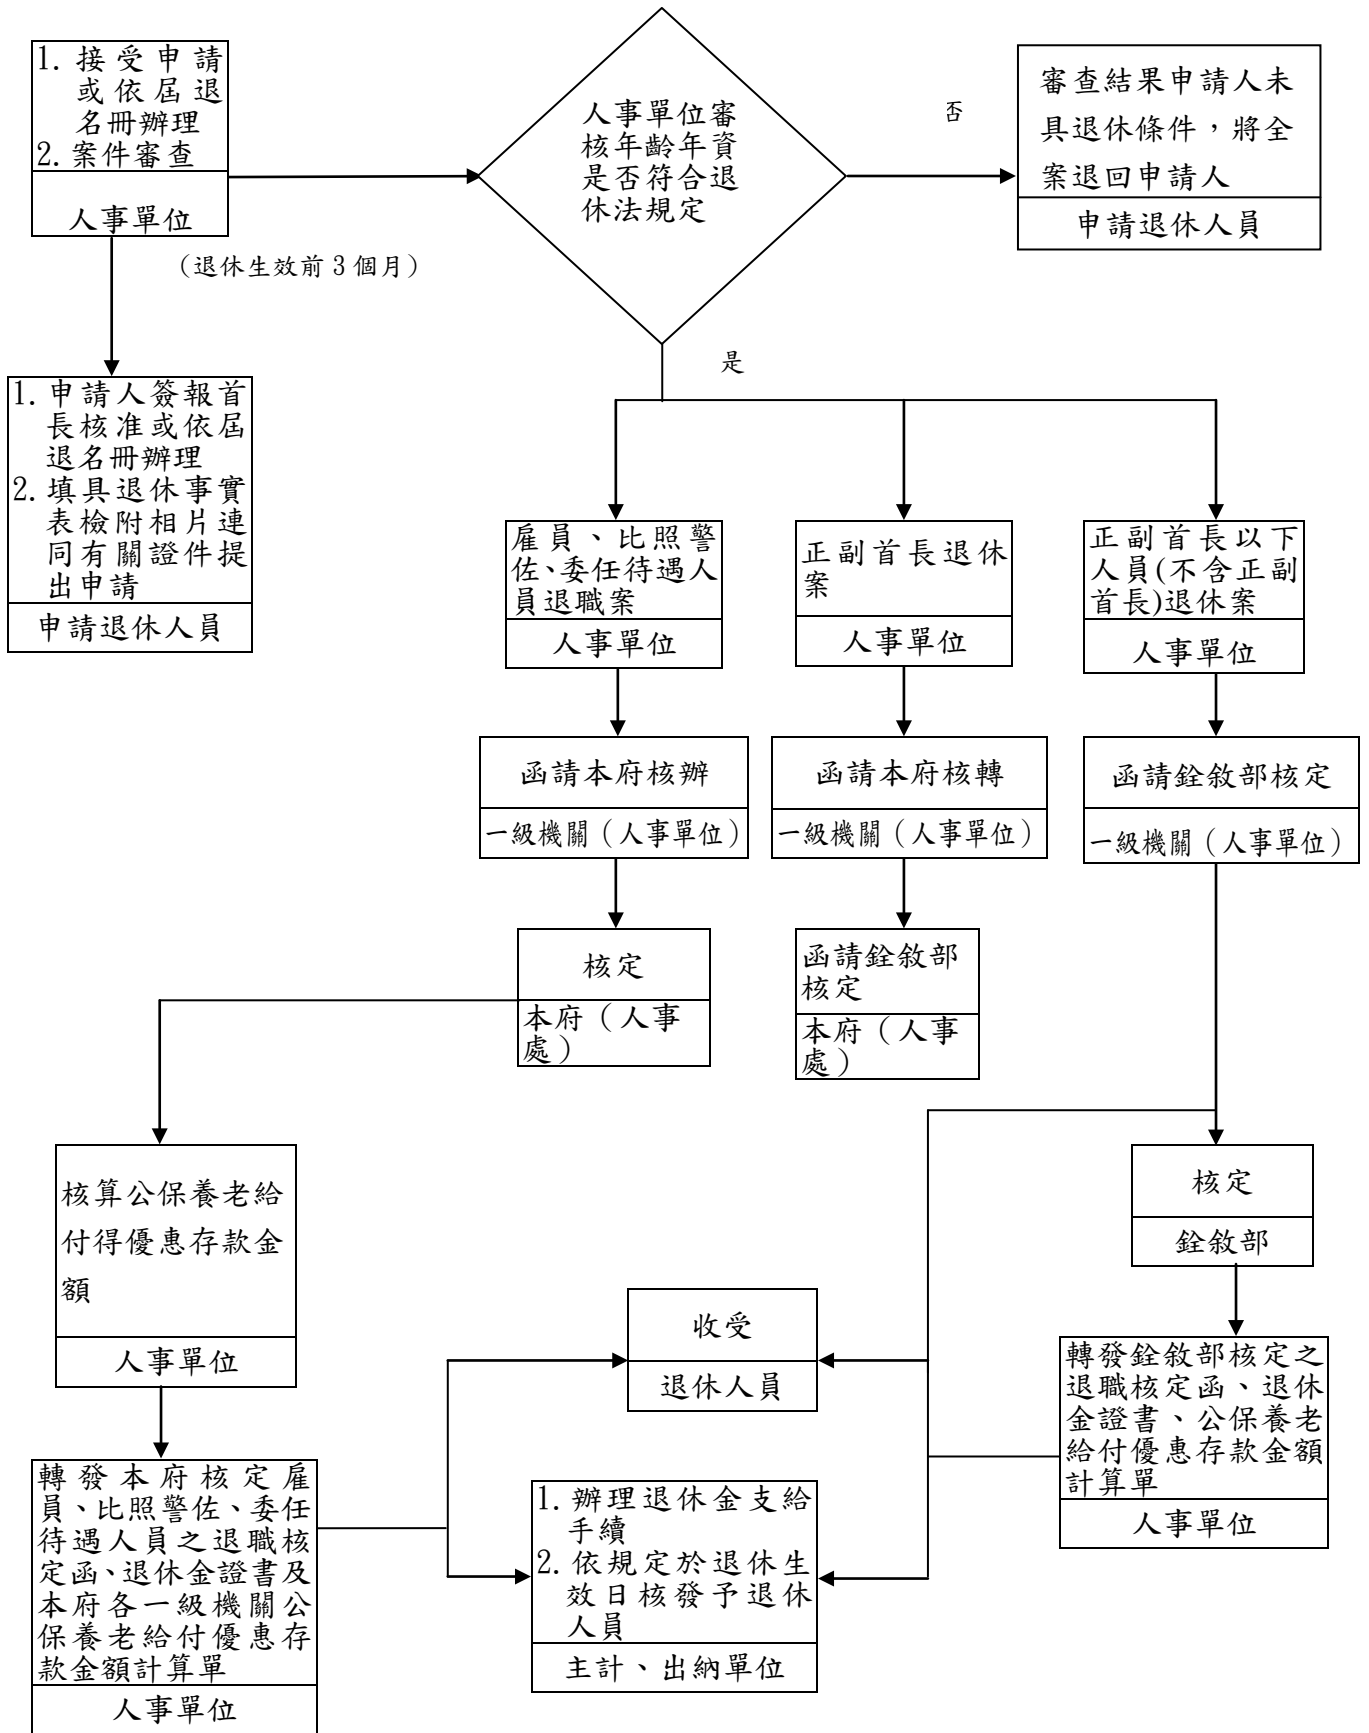 1. 接受申請
或依屆退
名冊辦理
2. 案件審查
人事單位
人事單位審
核年齡年資
是否符合退
休法規定
否
審查結果申請人未
具退休條件，將全
案退回申請人
申請退休人員
（退休生效前3個月）
是
1. 申請人簽報首
長核准或依屆
退名冊辦理
2. 填具退休事實
表檢附相片連
同有關證件提
出申請
申請退休人員
雇員、比照警
佐、委任待遇人
員退職案
人事單位
正副首長退休
案
人事單位
正副首長以下
人員(不含正副
首長)退休案
人事單位
函請本府核辦
一級機關（人事單位）
函請本府核轉
一級機關（人事單位）
函請銓敘部核定
一級機關（人事單位）
核定
本府（人事
處）
函請銓敘部
核定
本府（人事
處）
核算公保養老給
付得優惠存款金
額
人事單位
核定
銓敘部
收受
退休人員
轉發銓敘部核定之
退職核定函、退休
金證書、公保養老
給付優惠存款金額
計算單
人事單位
轉發本府核定雇
員、比照警佐、委任
待遇人員之退職核
定函、退休金證書及
本府各一級機關公
保養老給付優惠存
款金額計算單
人事單位
1. 辦理退休金支給
手續
2. 依規定於退休生
效日核發予退休
人員
主計、出納單位